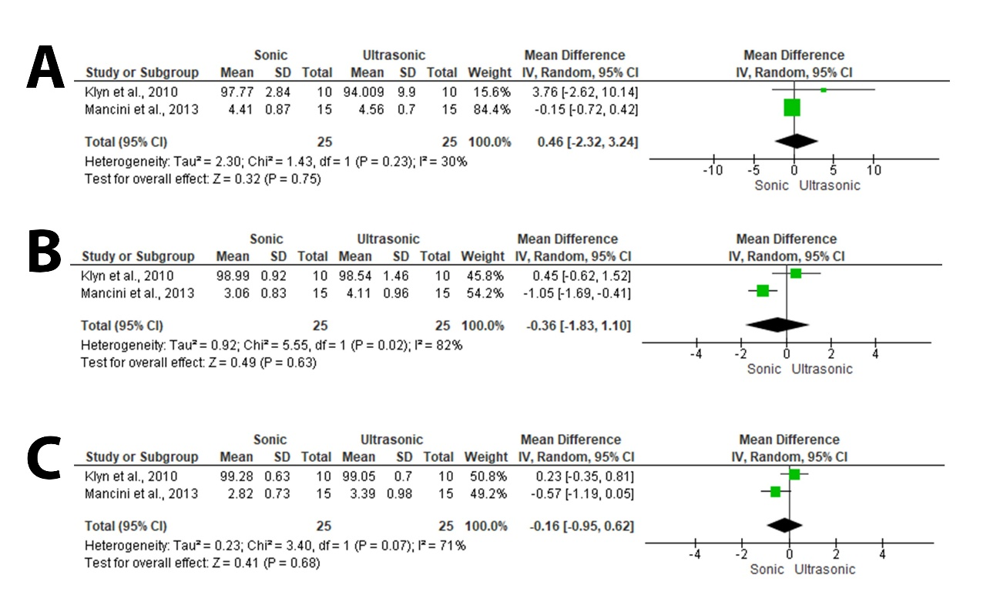 A
Sonic Ultrasonic Mean Difference Mean Difference
Study or Subgroup Mean SD Total Mean SD Total Weight IV, Random, 95% CI IV, Random, 95% CI
Klyn et al., 2010 97.77 2.84 10 94.009 9.9 10 15.6% 3.76 [-2.62, 10.14]
Mancini et al., 2013 4.41 0.87 15 4.56 0.7 15 84.4% -0.15 [-0.72, 0.42]
Total (95% CI) 25 25 100.0% 0.46 [-2.32, 3.24]
Heterogeneity: Tau² = 2.30; Chi² = 1.43, df = 1 (P = 0.23); I² = 30%
Test for overall effect: Z = 0.32 (P = 0.75)
-10 -5 0 5 10
Sonic Ultrasonic
B
Sonic Ultrasonic Mean Difference Mean Difference
Study or Subgroup Mean SD Total Mean SD Total Weight IV, Random, 95% CI IV, Random, 95% CI
Klyn et al., 2010 98.99 0.92 10 98.54 1.46 10 45.8% 0.45 [-0.62, 1.52]
Mancini et al., 2013 3.06 0.83 15 4.11 0.96 15 54.2% -1.05 [-1.69, -0.41]
Total (95% CI) 25 25 100.0% -0.36 [-1.83, 1.10]
Heterogeneity: Tau² = 0.92; Chi² = 5.55, df = 1 (P = 0.02); I² = 82%
Test for overall effect: Z = 0.49 (P = 0.63)
-4 -2 0 2 4
Sonic Ultrasonic
C
Sonic Ultrasonic Mean Difference Mean Difference
Study or Subgroup Mean SD Total Mean SD Total Weight IV, Random, 95% CI IV, Random, 95% CI
Klyn et al., 2010 99.28 0.63 10 99.05 0.7 10 50.8% 0.23 [-0.35, 0.81]
Mancini et al., 2013 2.82 0.73 15 3.39 0.98 15 49.2% -0.57 [-1.19, 0.05]
Total (95% CI) 25 25 100.0% -0.16 [-0.95, 0.62]
Heterogeneity: Tau² = 0.23; Chi² = 3.40, df = 1 (P = 0.07); I² = 71%
Test for overall effect: Z = 0.41 (P = 0.68)
-4 -2 0 2 4
Sonic Ultrasonic